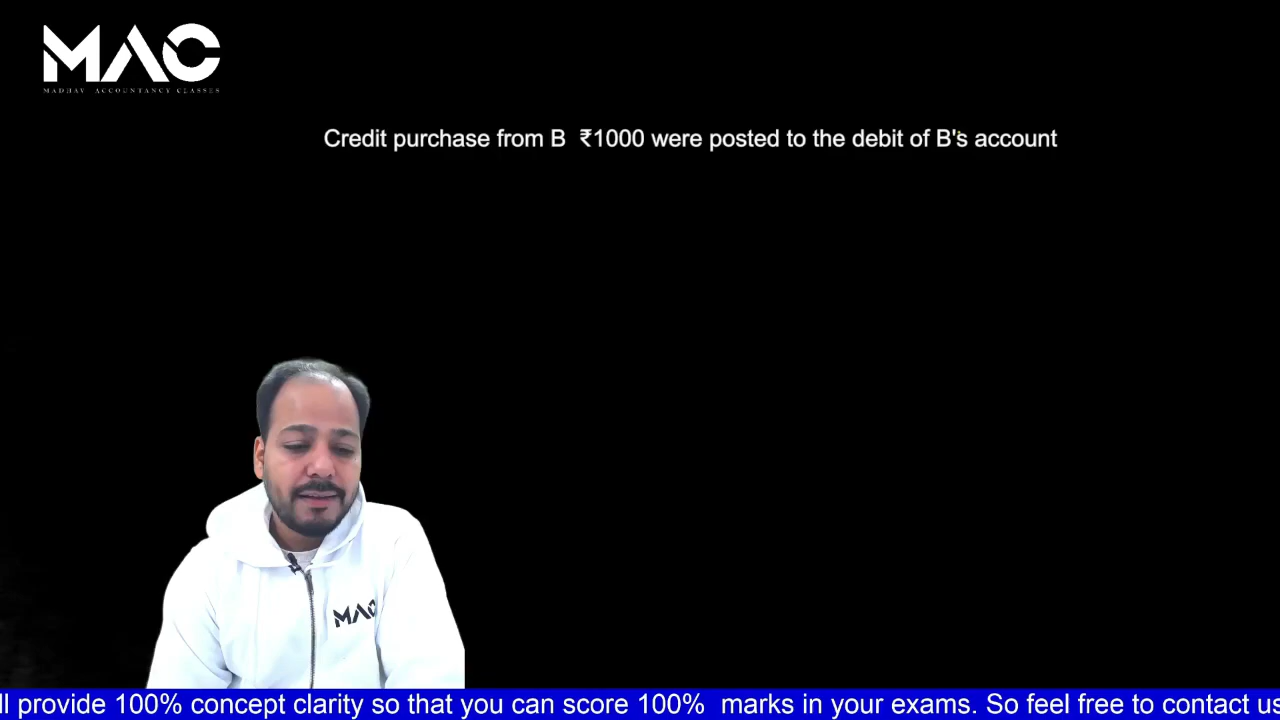 MAC
MADHAV ACCOUNTANCY CLASSES
Credit purchase from B ₹1000 were posted to the debit of B's account
MAC
ll provide 100% concept clarity so that you can score 100% marks in your exams. So feel free to contact us